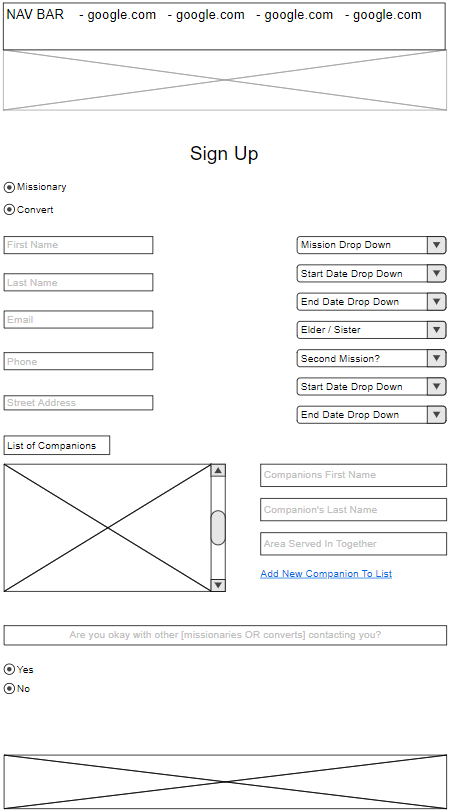 NAV BAR - google.com - google.com - google.com - google.com
Sign Up
Missionary
Convert
First Name
Last Name
Email
Phone
Street Address
Mission Drop Down
Start Date Drop Down
End Date Drop Down
Elder / Sister
Second Mission?
Start Date Drop Down
End Date Drop Down
List of Companions
Companions First Name
Companion's Last Name
Area Served In Together
Add New Companion To List
Are you okay with other [missionaries OR converts] contacting you?
Yes
No